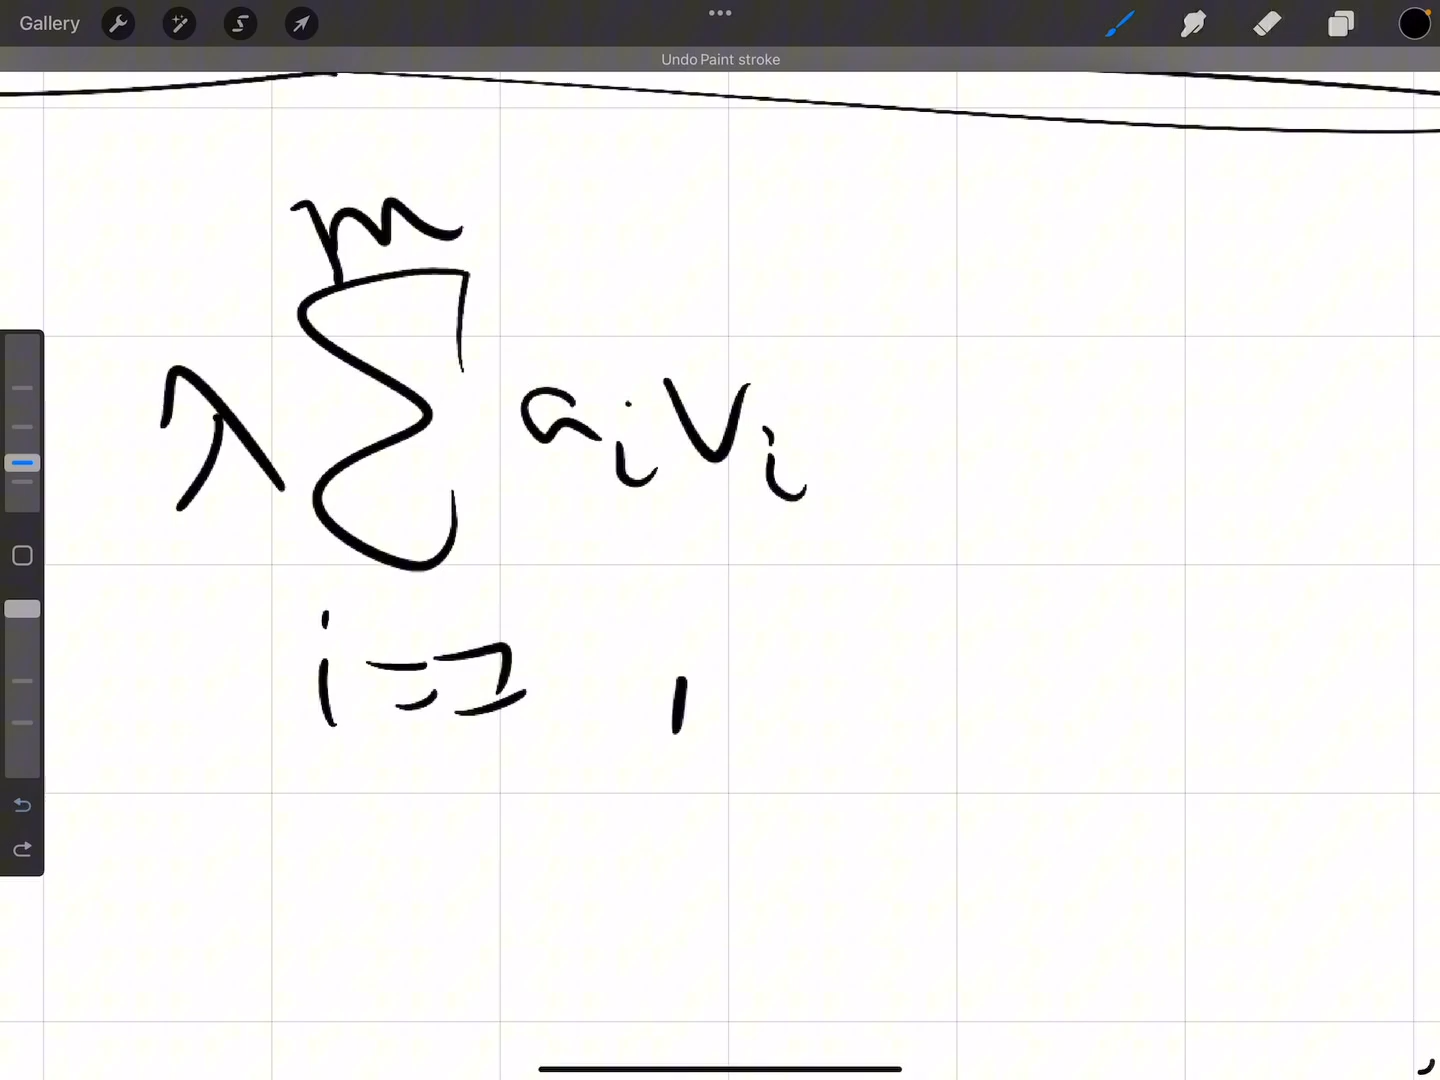 Gallery
Undo Paint stroke
m
λ∑ aᵢVᵢ
i=1